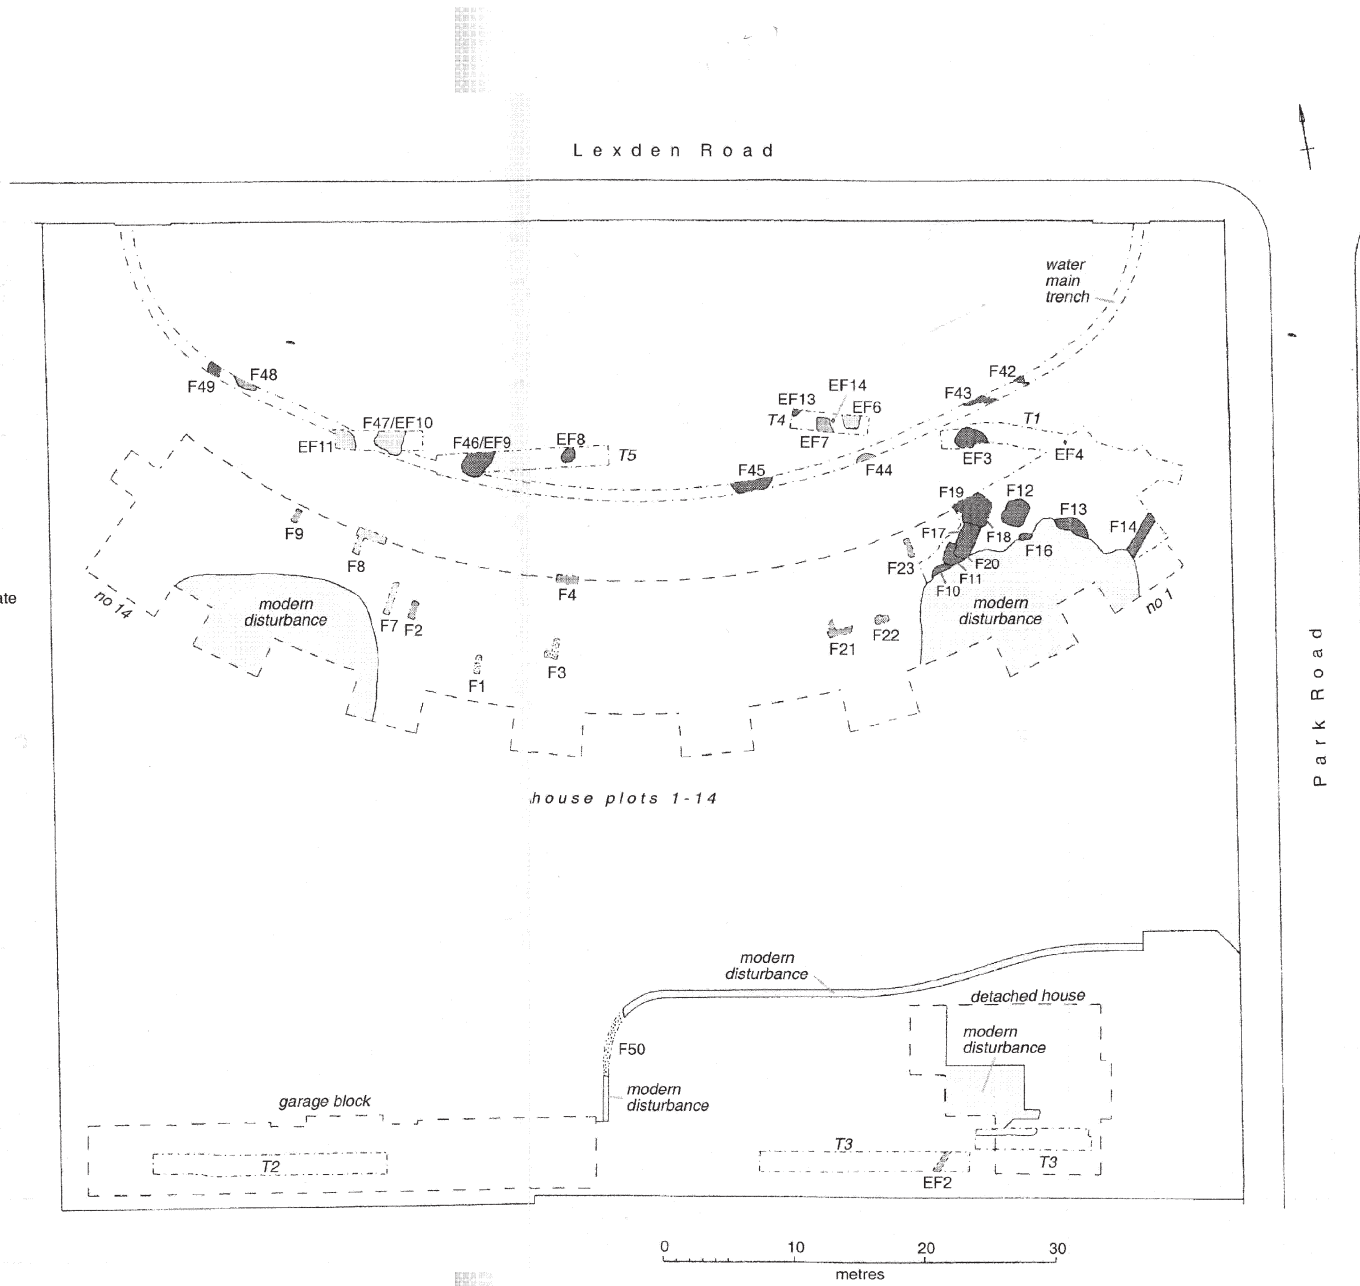 Lexden Road
water
main
trench
F49
F48
F47/EF10
EF11
F46/EF9
EF8
T5
EF14
EF13
EF6
T4
EF7
F42
F43
T1
EF3
EF4
F44
F45
F19
F12
F13
F14
F17
F18
F16
F20
F11
F10
F23
F9
F8
F4
no 14
modern
disturbance
F7
F2
F1
F3
F21
F22
modern
disturbance
no 1
ate
Park Road
house plots 1-14
modern
disturbance
detached house
modern
disturbance
F50
modern
disturbance
garage block
T2
T3
T3
EF2
0 10 20 30
metres